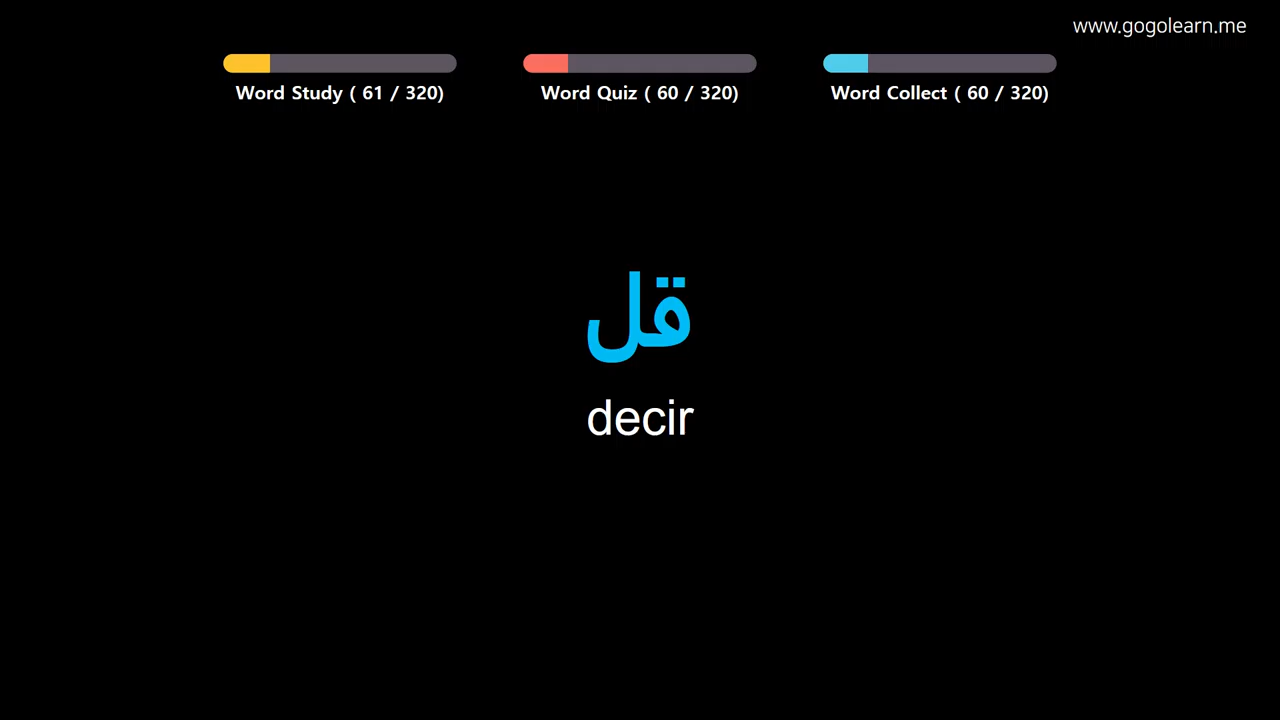 www.gogolearn.me
Word Study ( 61 / 320)
Word Quiz ( 60 / 320)
Word Collect ( 60 / 320)
قل
decir